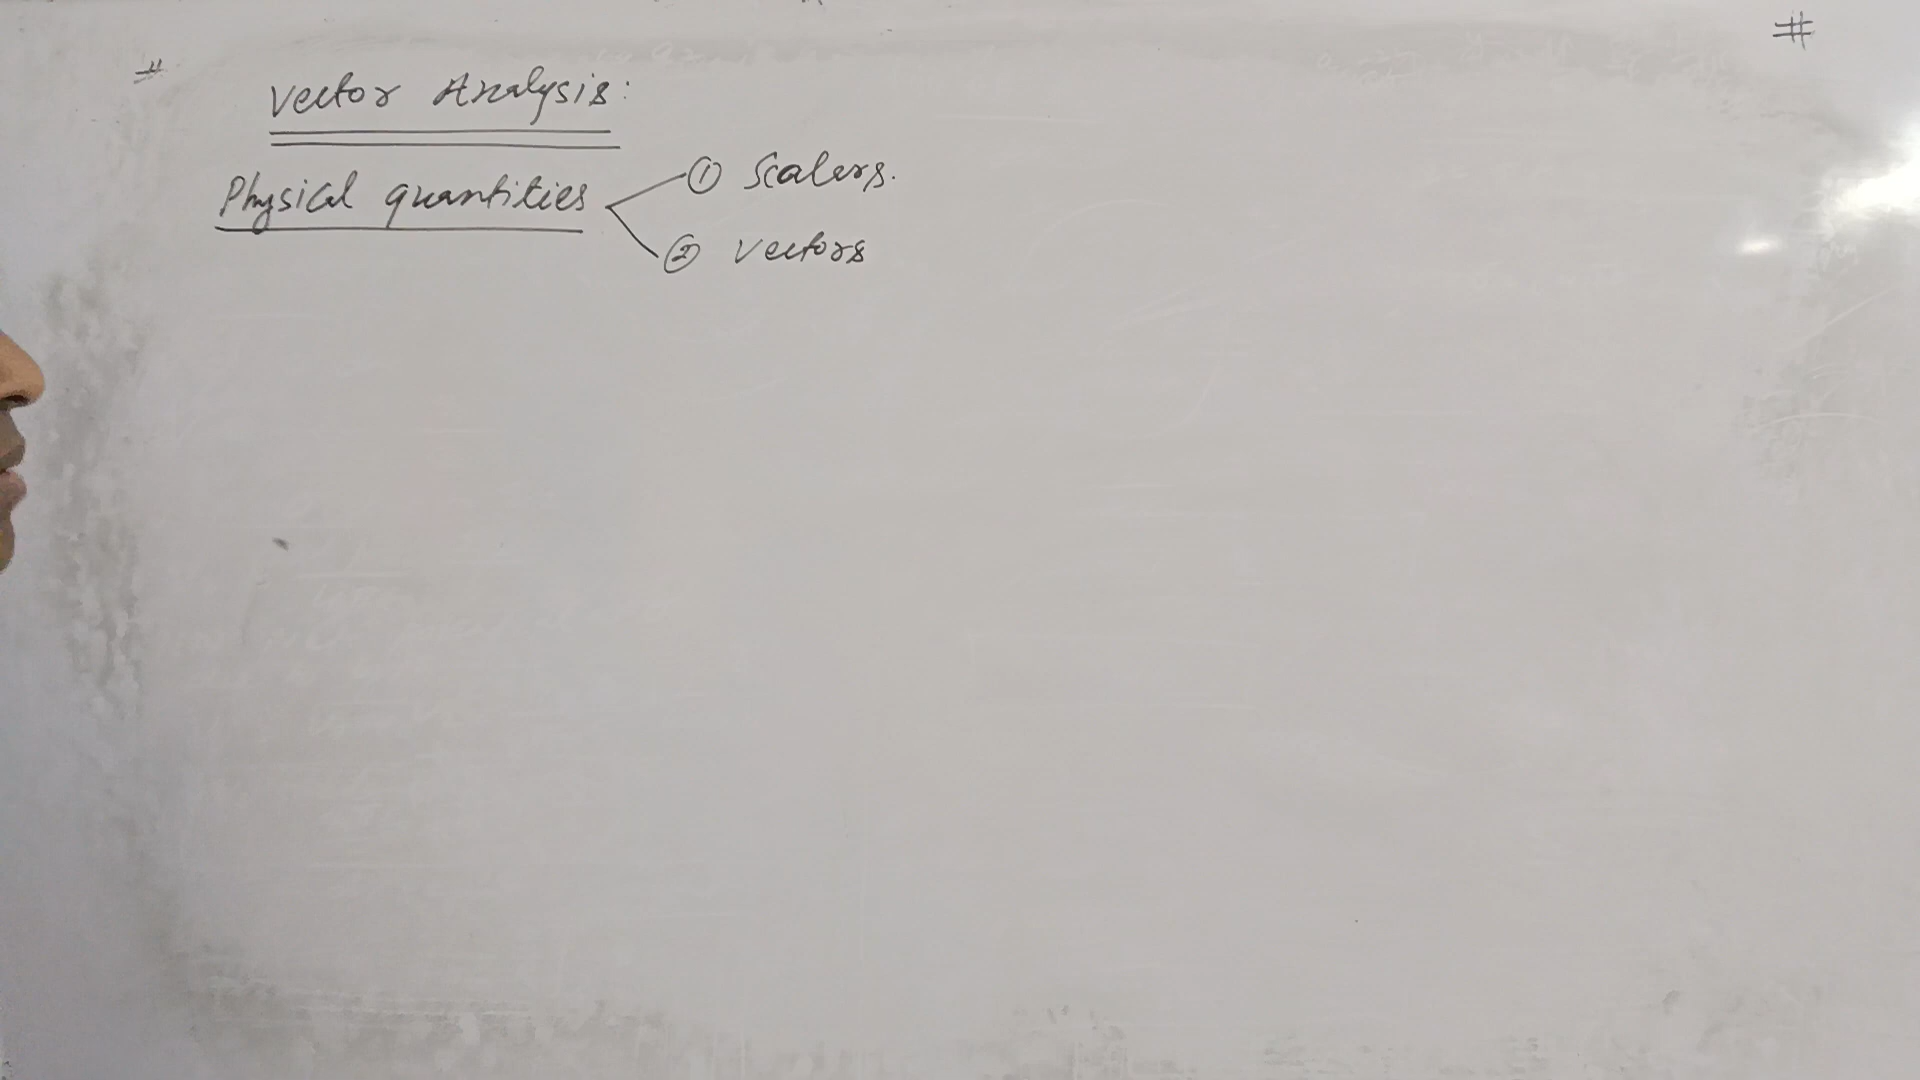 # #
Vector Analysis:
Physical quantities ① Scalers.
② Vectors